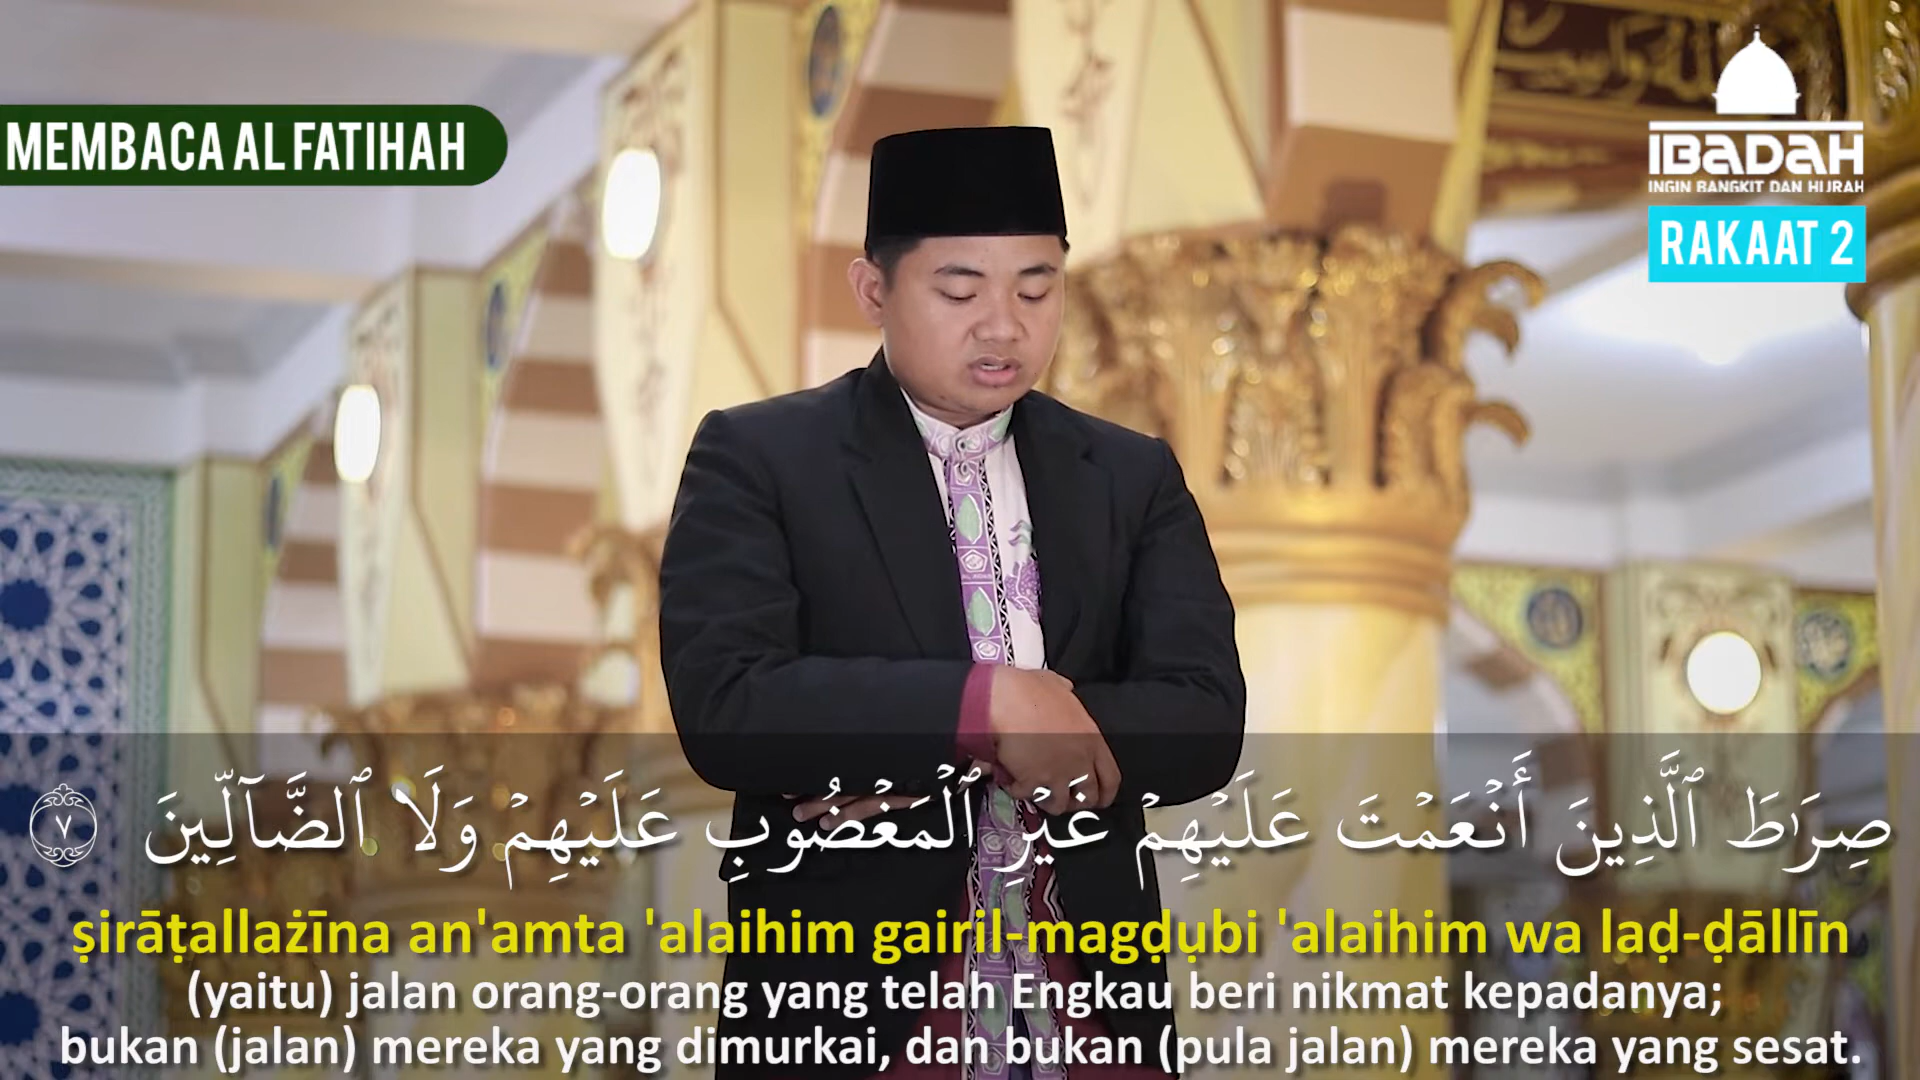 MEMBACA AL FATIHAH
IBADAH
INGIN BANGKIT DAN HIJRAH
RAKAAT 2
صِرَٰطَ ٱلَّذِينَ أَنْعَمْتَ عَلَيْهِمْ غَيْرِ ٱلْمَغْضُوبِ عَلَيْهِمْ وَلَا ٱلضَّآلِّينَ ٧
ṣirāṭallażīna an'amta 'alaihim gairil-magḍụbi 'alaihim wa laḍ-ḍāllīn
(yaitu) jalan orang-orang yang telah Engkau beri nikmat kepadanya;
bukan (jalan) mereka yang dimurkai, dan bukan (pula jalan) mereka yang sesat.